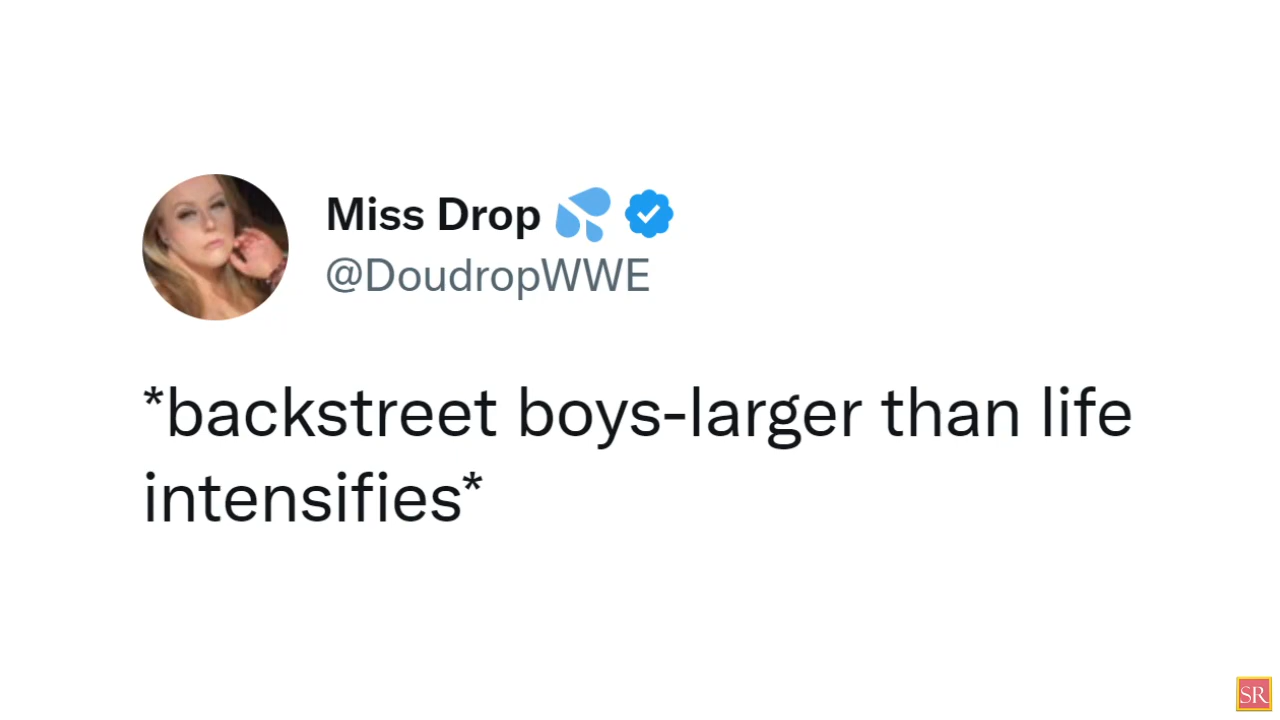 Miss Drop 💦
@DoudropWWE
*backstreet boys-larger than life
intensifies*
SR